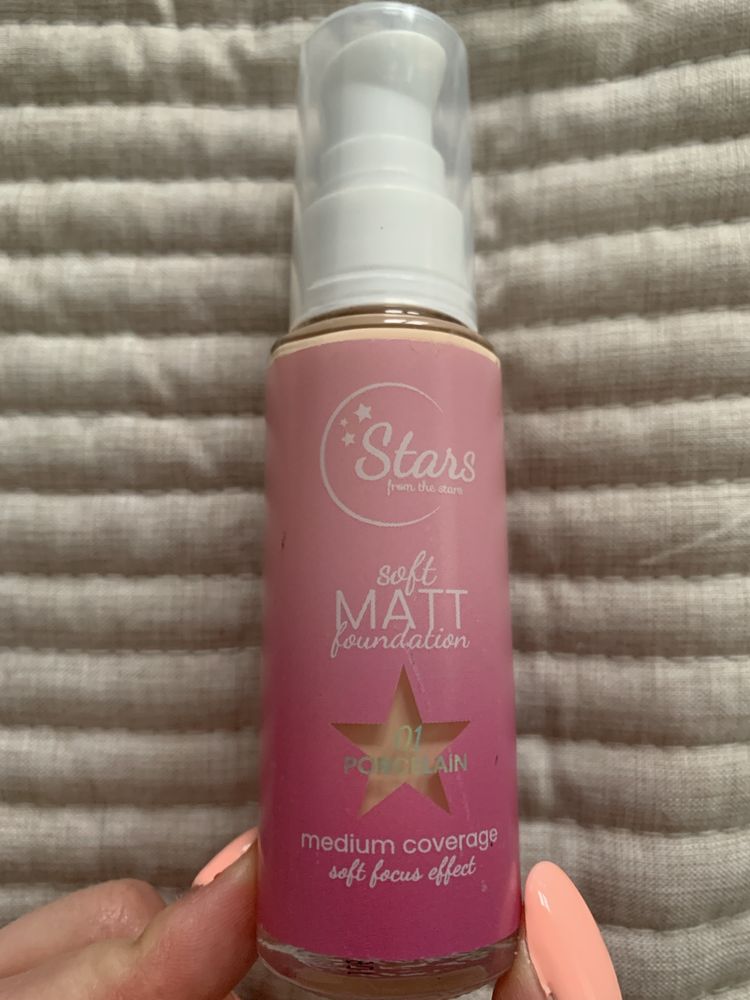 Stars
from the stars
soft
MATT
foundation
01
PORCELAIN
medium coverage
soft focus effect